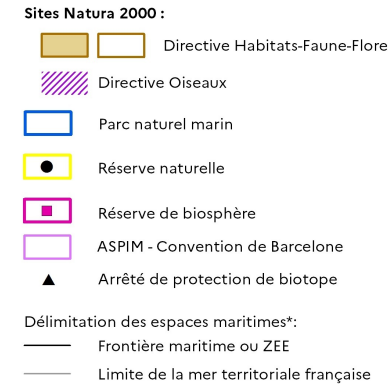 Sites Natura 2000 :
Directive Habitats-Faune-Flore
Directive Oiseaux
Parc naturel marin
Réserve naturelle
Réserve de biosphère
ASPIM - Convention de Barcelone
Arrêté de protection de biotope
Délimitation des espaces maritimes*:
Frontière maritime ou ZEE
Limite de la mer territoriale française